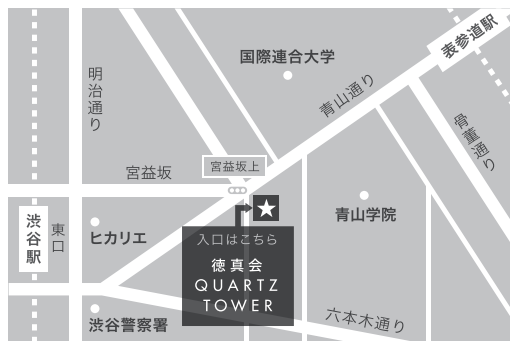 国際連合大学
表参道駅
明治通り
青山通り
骨董通り
宮益坂上
宮益坂
青山学院
渋谷駅
東口
ヒカリエ
入口はこちら
徳真会
QUARTZ
TOWER
渋谷警察署
六本木通り